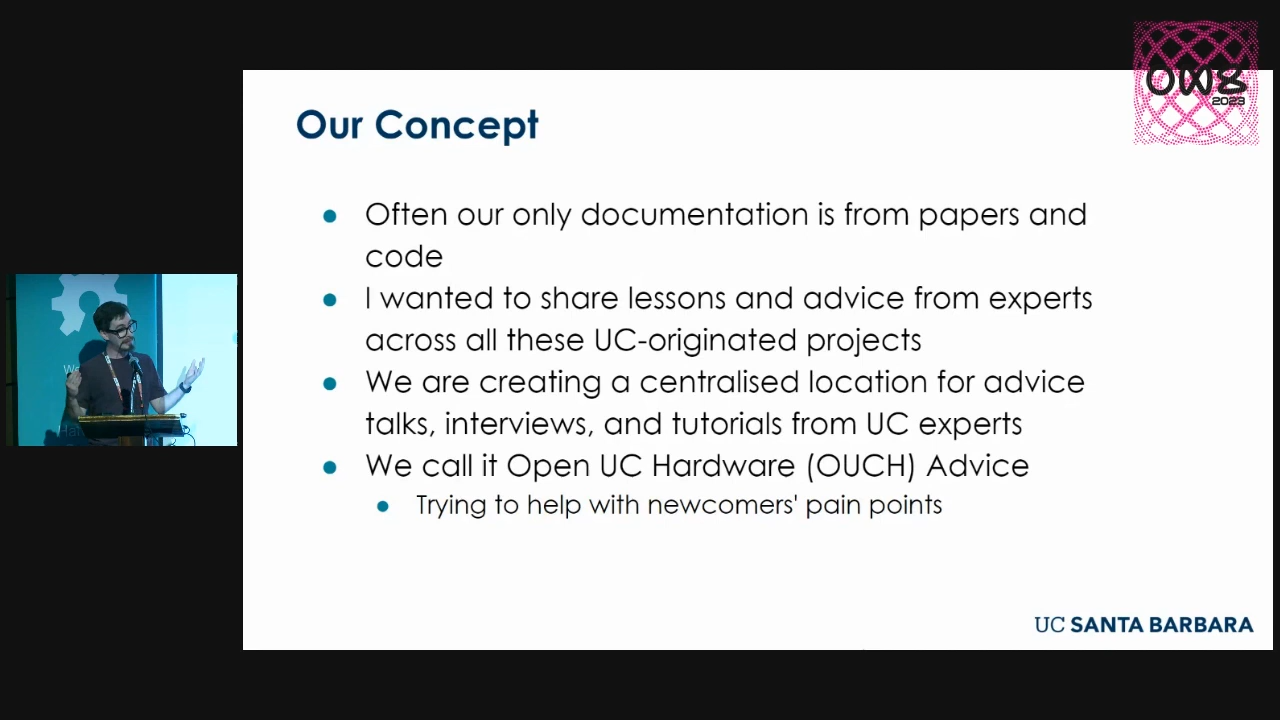 OW8
2023
Our Concept
Often our only documentation is from papers and
code
I wanted to share lessons and advice from experts
across all these UC-originated projects
We are creating a centralised location for advice
talks, interviews, and tutorials from UC experts
We call it Open UC Hardware (OUCH) Advice
Trying to help with newcomers' pain points
UC SANTA BARBARA